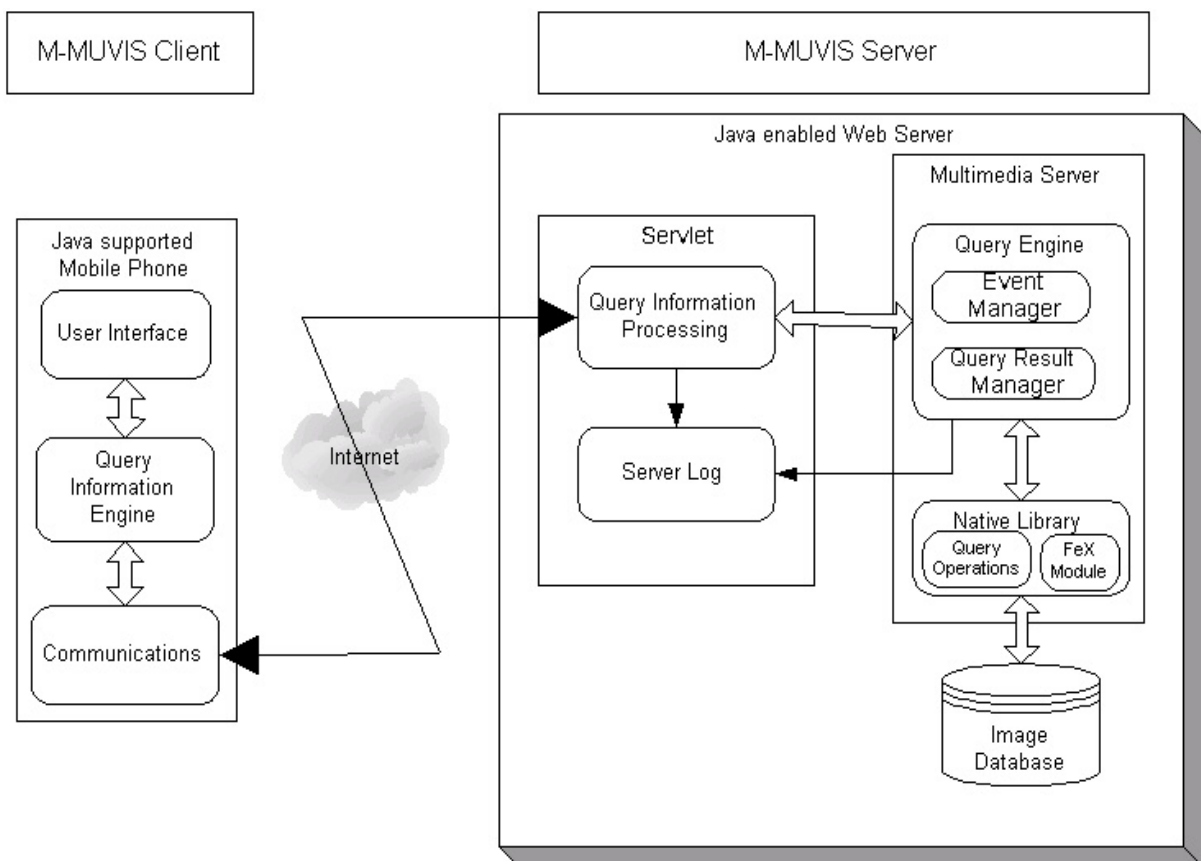 M-MUVIS Client
M-MUVIS Server
Java enabled Web Server
Multimedia Server
Java supported
Mobile Phone
User Interface
Query
Information
Engine
Communications
Internet
Servlet
Query Information
Processing
Server Log
Query Engine
Event
Manager
Query Result
Manager
Native Library
Query
Operations
FeX
Module
Image
Database